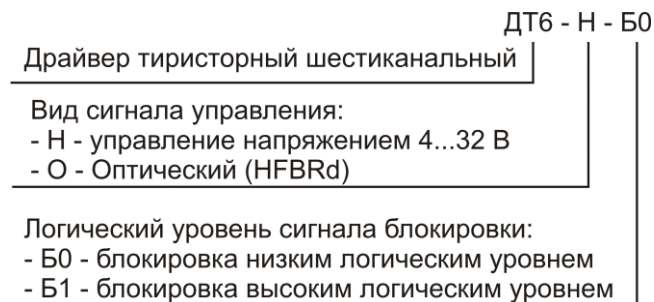 ДТ6 - Н - Б0
Драйвер тиристорный шестиканальный
Вид сигнала управления:
- Н - управление напряжением 4...32 В
- О - Оптический (HFBRd)
Логический уровень сигнала блокировки:
- Б0 - блокировка низким логическим уровнем
- Б1 - блокировка высоким логическим уровнем